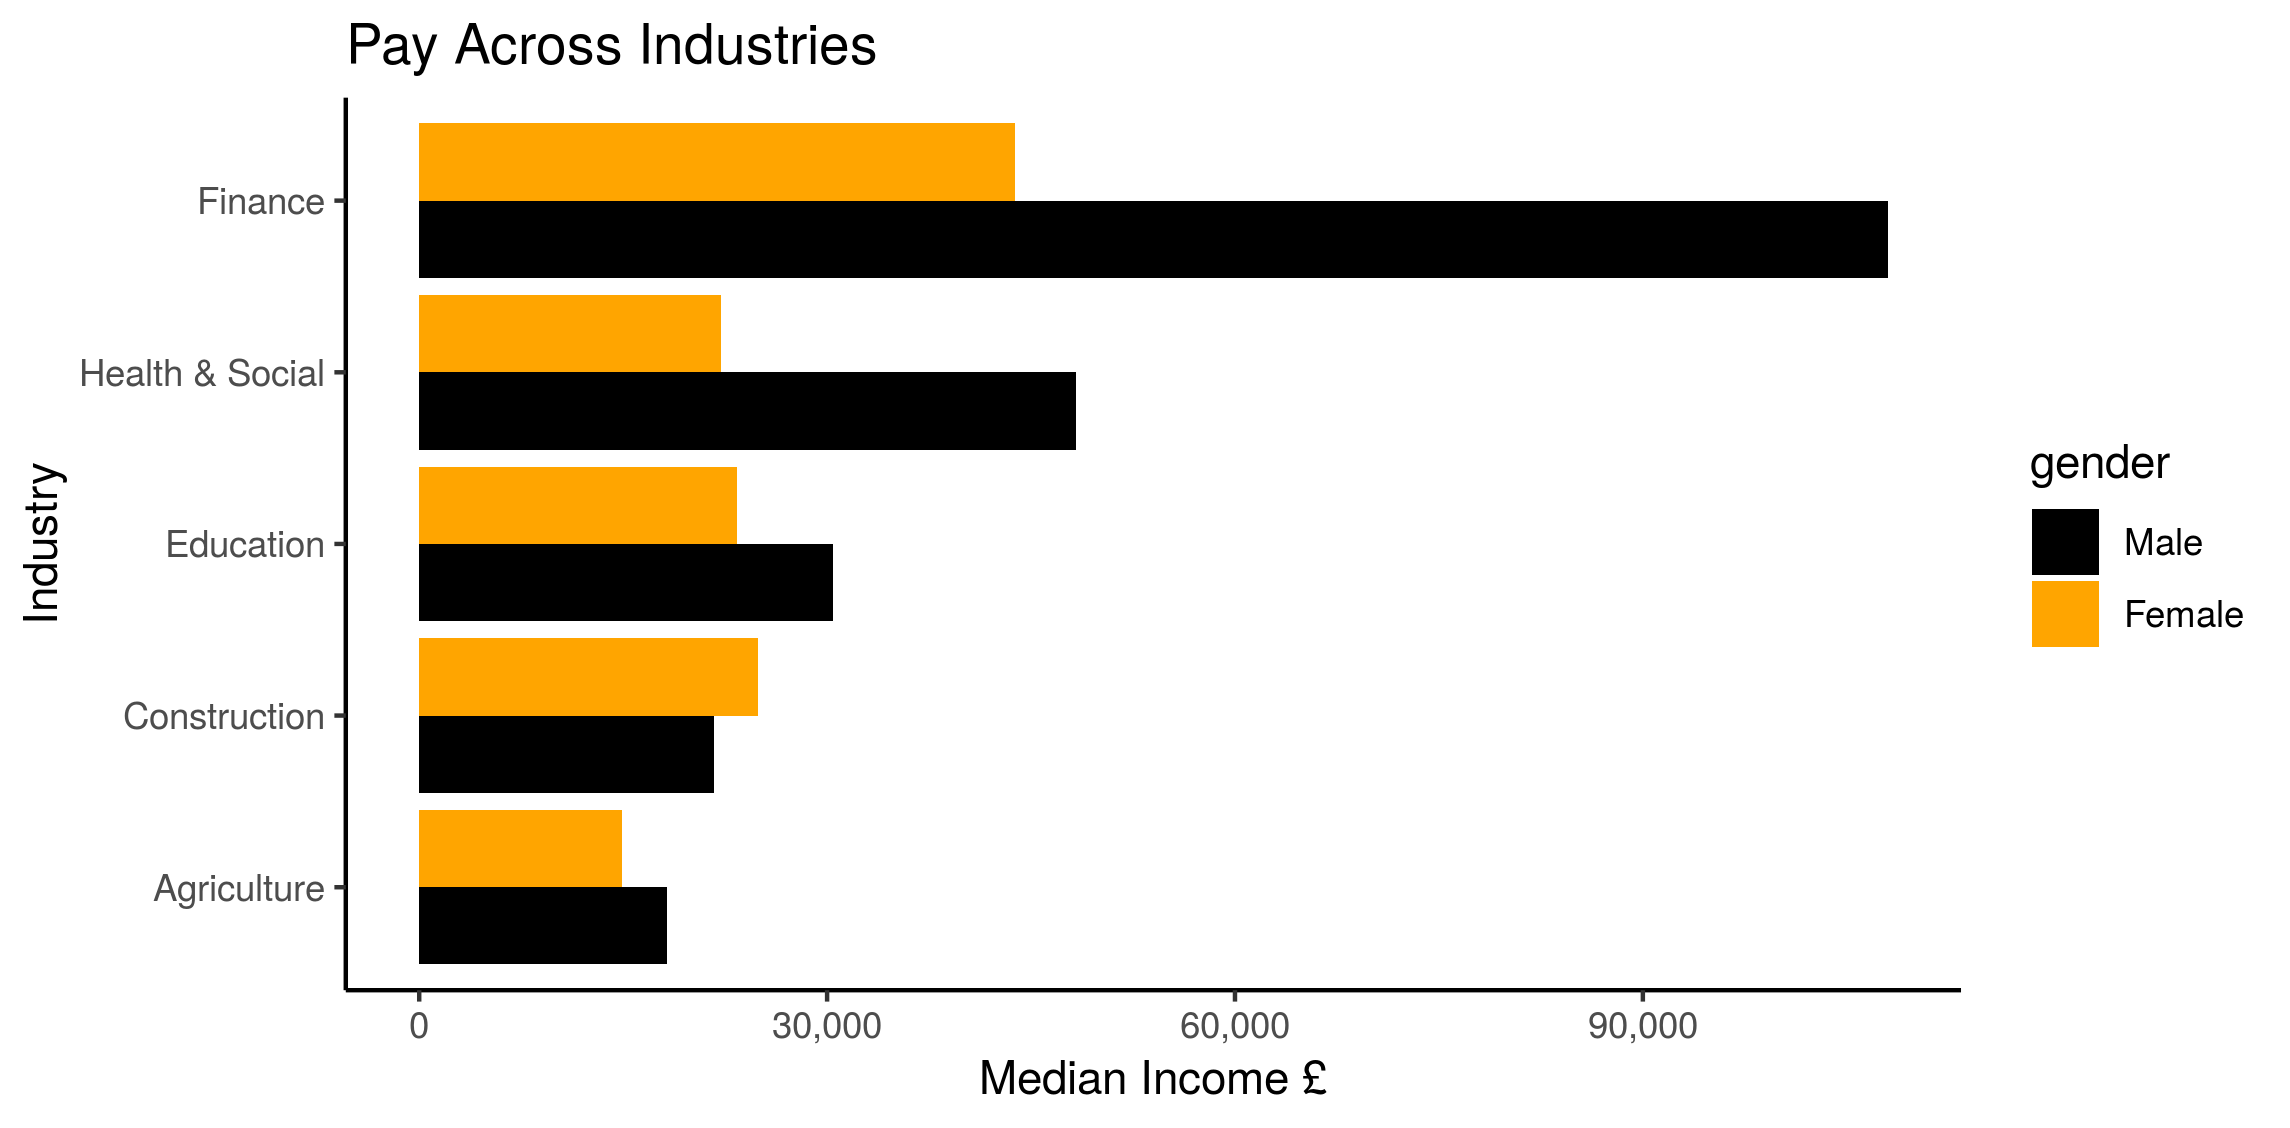 Pay Across Industries
Finance
Health & Social
Education
Construction
Agriculture
Industry
0
30,000
60,000
90,000
Median Income £
gender
Male
Female